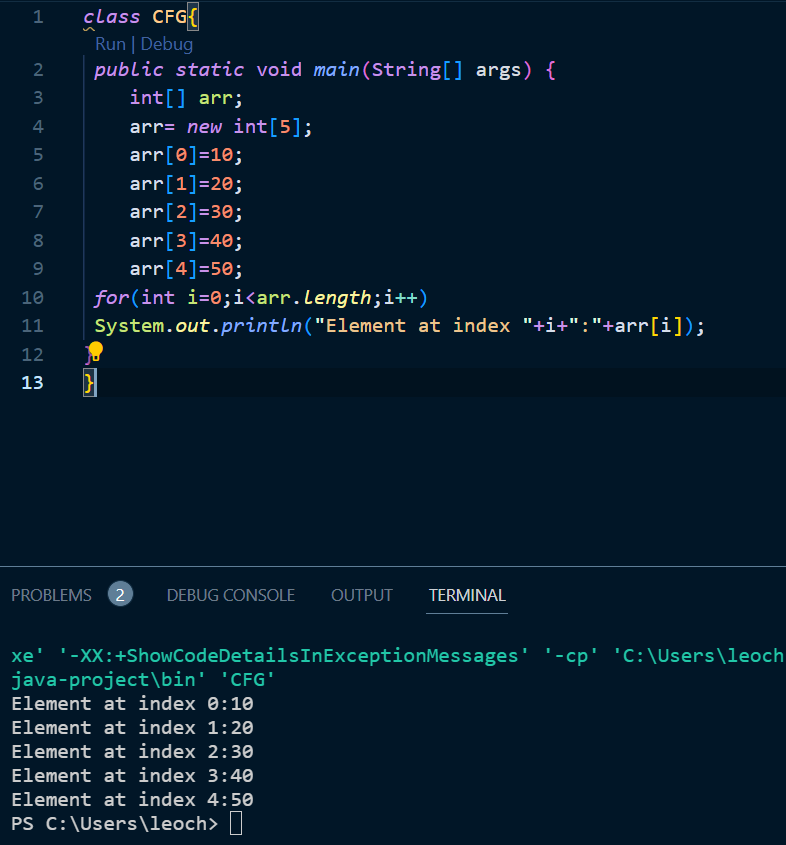 1 class CFG{
Run | Debug
2 public static void main(String[] args) {
3 int[] arr;
4 arr= new int[5];
5 arr[0]=10;
6 arr[1]=20;
7 arr[2]=30;
8 arr[3]=40;
9 arr[4]=50;
10 for(int i=0;i<arr.length;i++)
11 System.out.println("Element at index "+i+":"+arr[i]);
12 }
13 }
PROBLEMS 2 DEBUG CONSOLE OUTPUT TERMINAL
xe' '-XX:+ShowCodeDetailsInExceptionMessages' '-cp' 'C:\Users\leoch
java-project\bin' 'CFG'
Element at index 0:10
Element at index 1:20
Element at index 2:30
Element at index 3:40
Element at index 4:50
PS C:\Users\leoch>